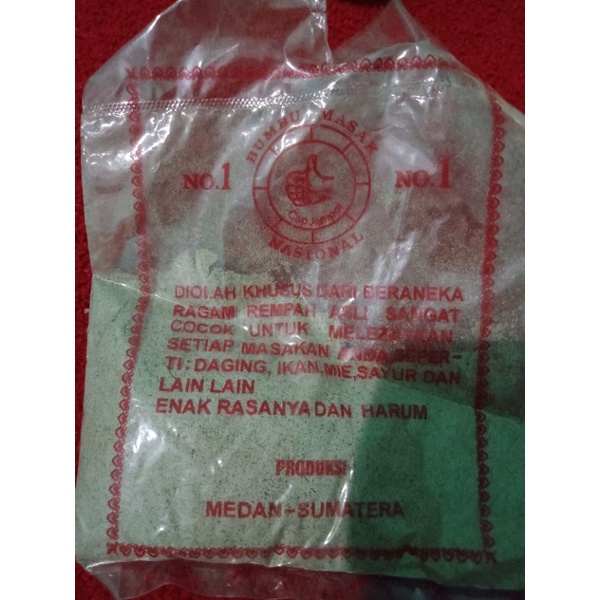 BUMBU MASAK
NO.1
NO.1
Cap Jempol
NASIONAL
DIOLAH KHUSUS DARI BERANEKA
RAGAM REMPAH ASLI SANGAT
COCOK UNTUK MELEZATKAN
SETIAP MASAKAN ANDA SEPER-
TI: DAGING, IKAN, MIE, SAYUR DAN
LAIN LAIN
ENAK RASANYA DAN HARUM
PRODUKSI
MEDAN-SUMATERA